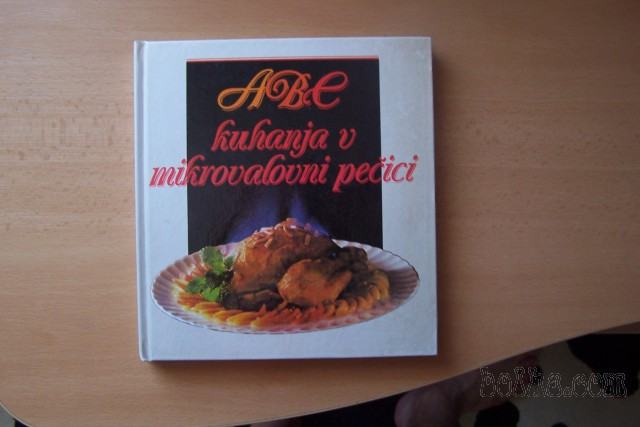 ABC
kuhanja v
mikrovalovni pečici
bolha.com